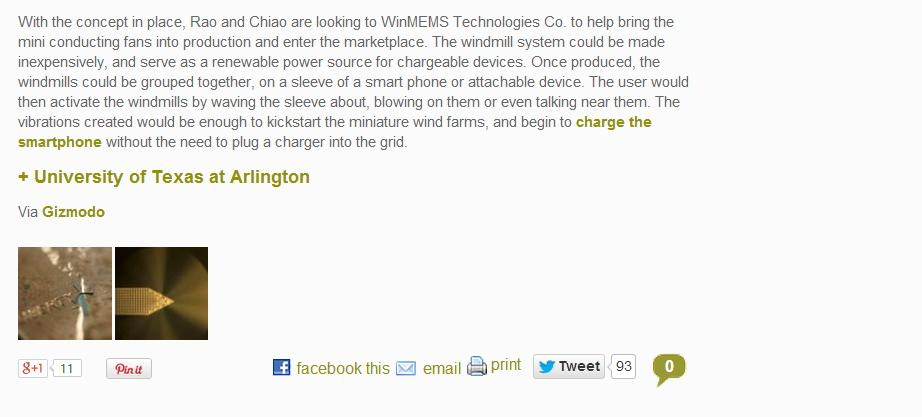 With the concept in place, Rao and Chiao are looking to WinMEMS Technologies Co. to help bring the
mini conducting fans into production and enter the marketplace. The windmill system could be made
inexpensively, and serve as a renewable power source for chargeable devices. Once produced, the
windmills could be grouped together, on a sleeve of a smart phone or attachable device. The user would
then activate the windmills by waving the sleeve about, blowing on them or even talking near them. The
vibrations created would be enough to kickstart the miniature wind farms, and begin to charge the
smartphone without the need to plug a charger into the grid.
+ University of Texas at Arlington
Via Gizmodo
g+1 11 Pin it facebook this email print Tweet 93 0